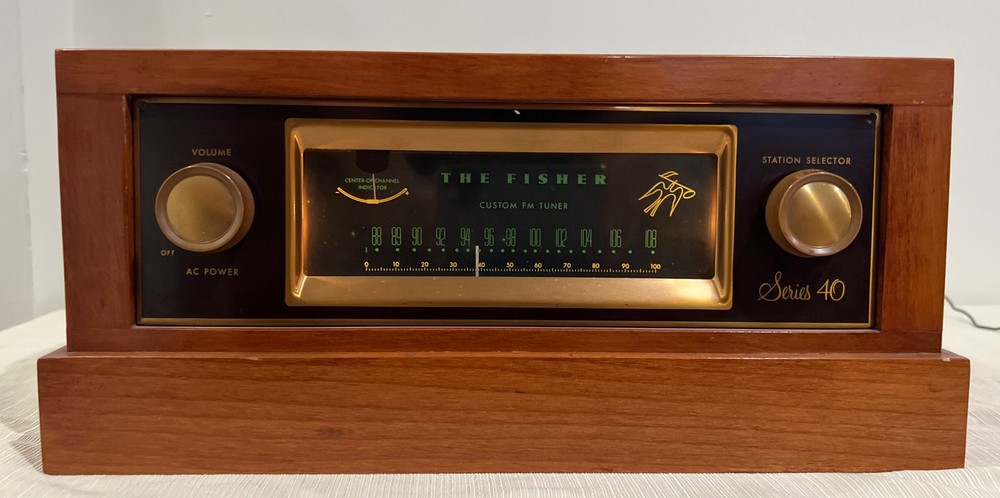 VOLUME
OFF
AC POWER
CENTER OF CHANNEL
INDICATOR
THE FISHER
CUSTOM FM TUNER
88 89 90 92 94 96 98 100 102 104 106 108
0 10 20 30 40 50 60 70 80 90 100
STATION SELECTOR
Series 40